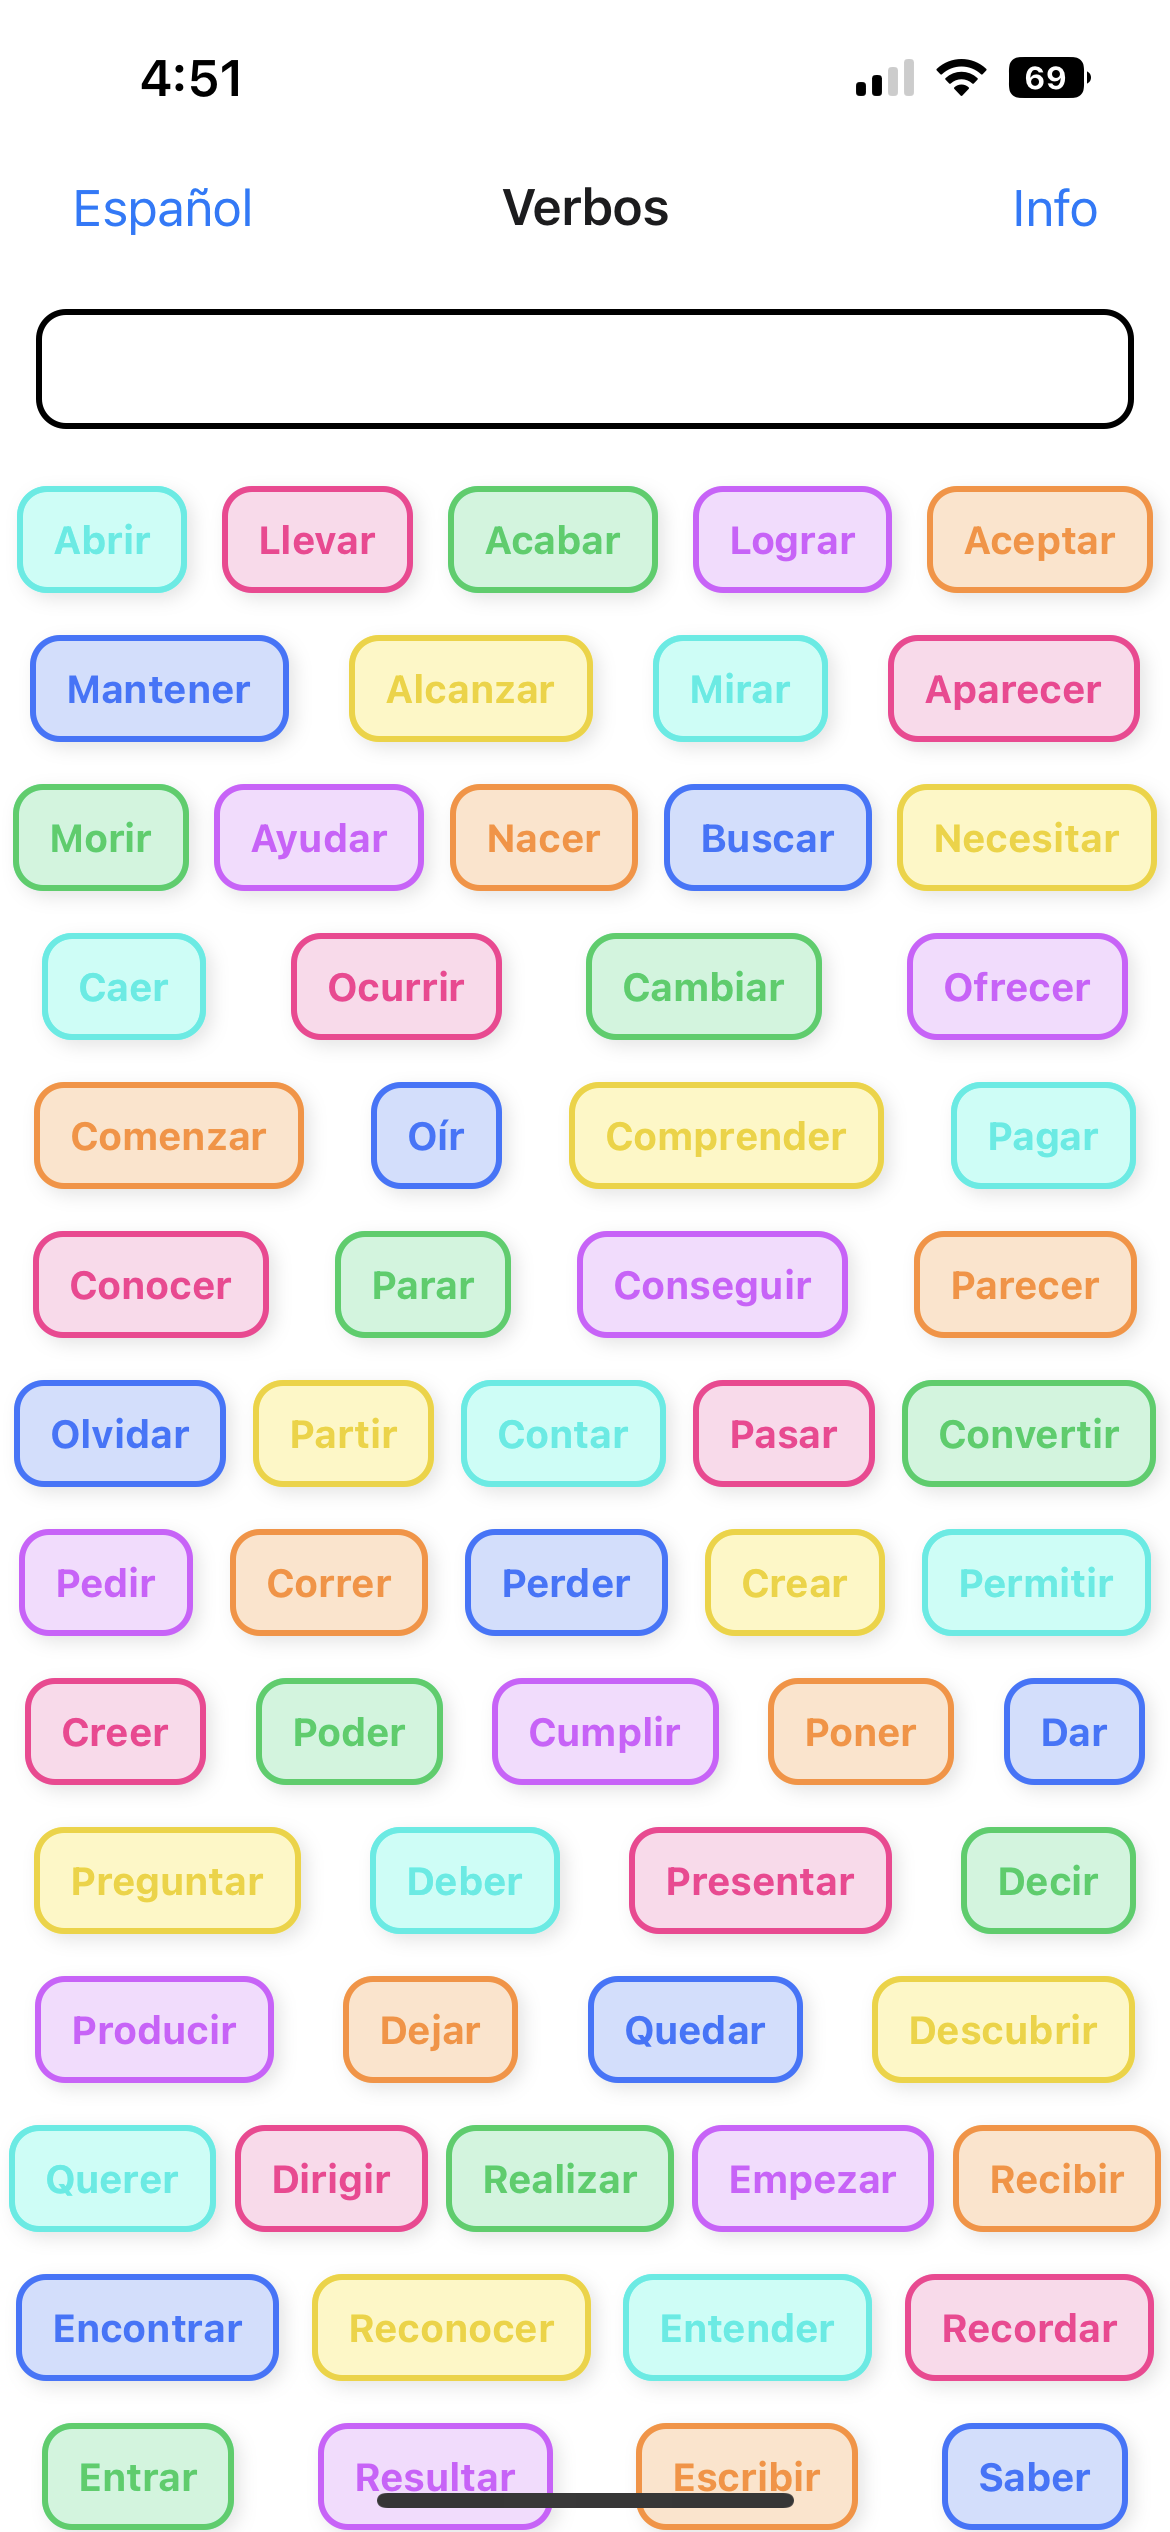 4:51 69
Español Verbos Info
Abrir Llevar Acabar Lograr Aceptar
Mantener Alcanzar Mirar Aparecer
Morir Ayudar Nacer Buscar Necesitar
Caer Ocurrir Cambiar Ofrecer
Comenzar Oír Comprender Pagar
Conocer Parar Conseguir Parecer
Olvidar Partir Contar Pasar Convertir
Pedir Correr Perder Crear Permitir
Creer Poder Cumplir Poner Dar
Preguntar Deber Presentar Decir
Producir Dejar Quedar Descubrir
Querer Dirigir Realizar Empezar Recibir
Encontrar Reconocer Entender Recordar
Entrar Resultar Escribir Saber